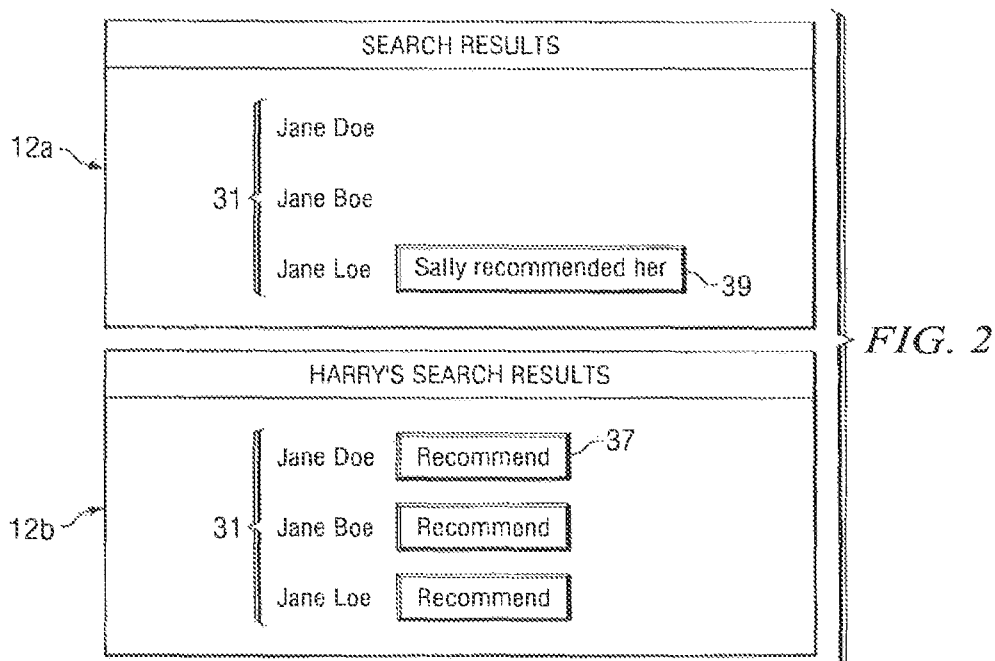 SEARCH RESULTS
12a
31
Jane Doe
Jane Boe
Jane Loe Sally recommended her 39
FIG. 2
HARRY'S SEARCH RESULTS
12b
31
Jane Doe Recommend 37
Jane Boe Recommend
Jane Loe Recommend